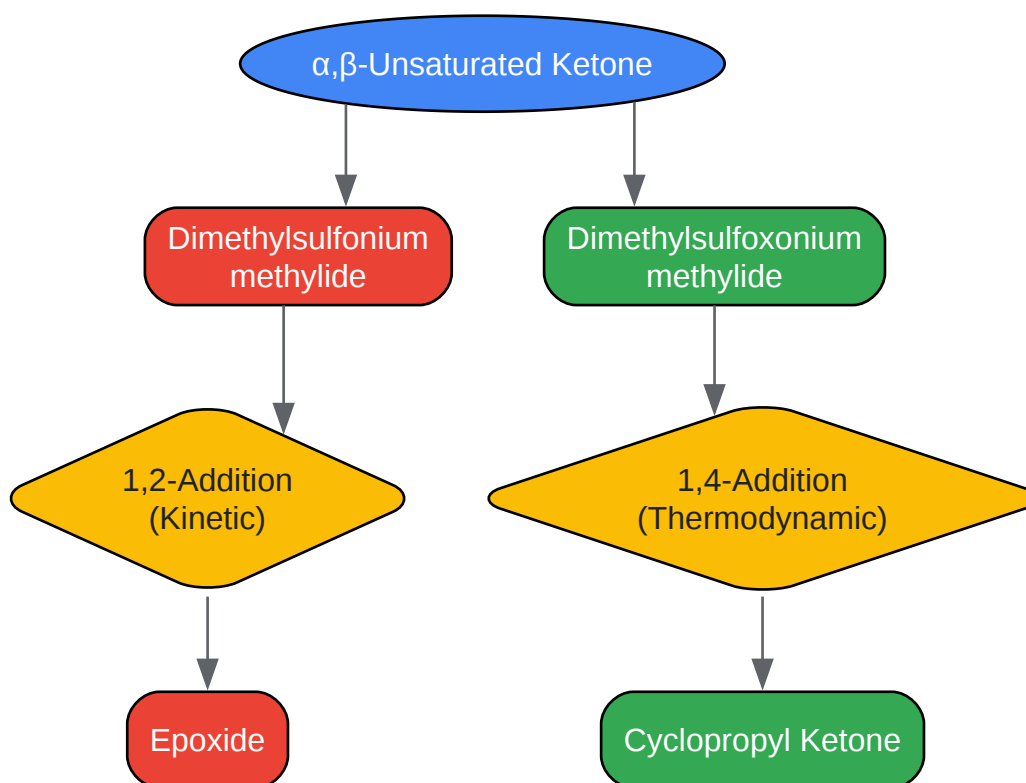 α,β-Unsaturated Ketone
Dimethylsulfonium
methylide
Dimethylsulfoxonium
methylide
1,2-Addition
(Kinetic)
1,4-Addition
(Thermodynamic)
Epoxide
Cyclopropyl Ketone